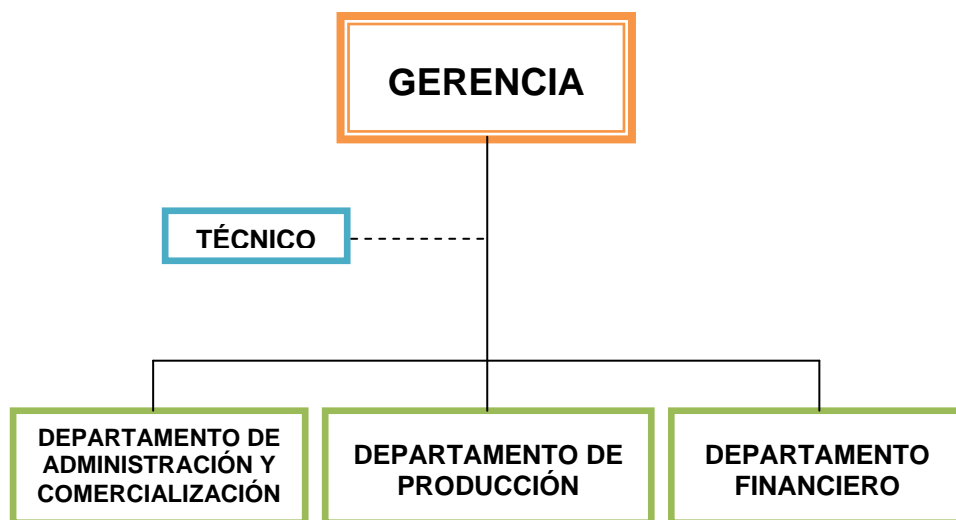 GERENCIA
TÉCNICO
DEPARTAMENTO DE
ADMINISTRACIÓN Y
COMERCIALIZACIÓN
DEPARTAMENTO DE
PRODUCCIÓN
DEPARTAMENTO
FINANCIERO